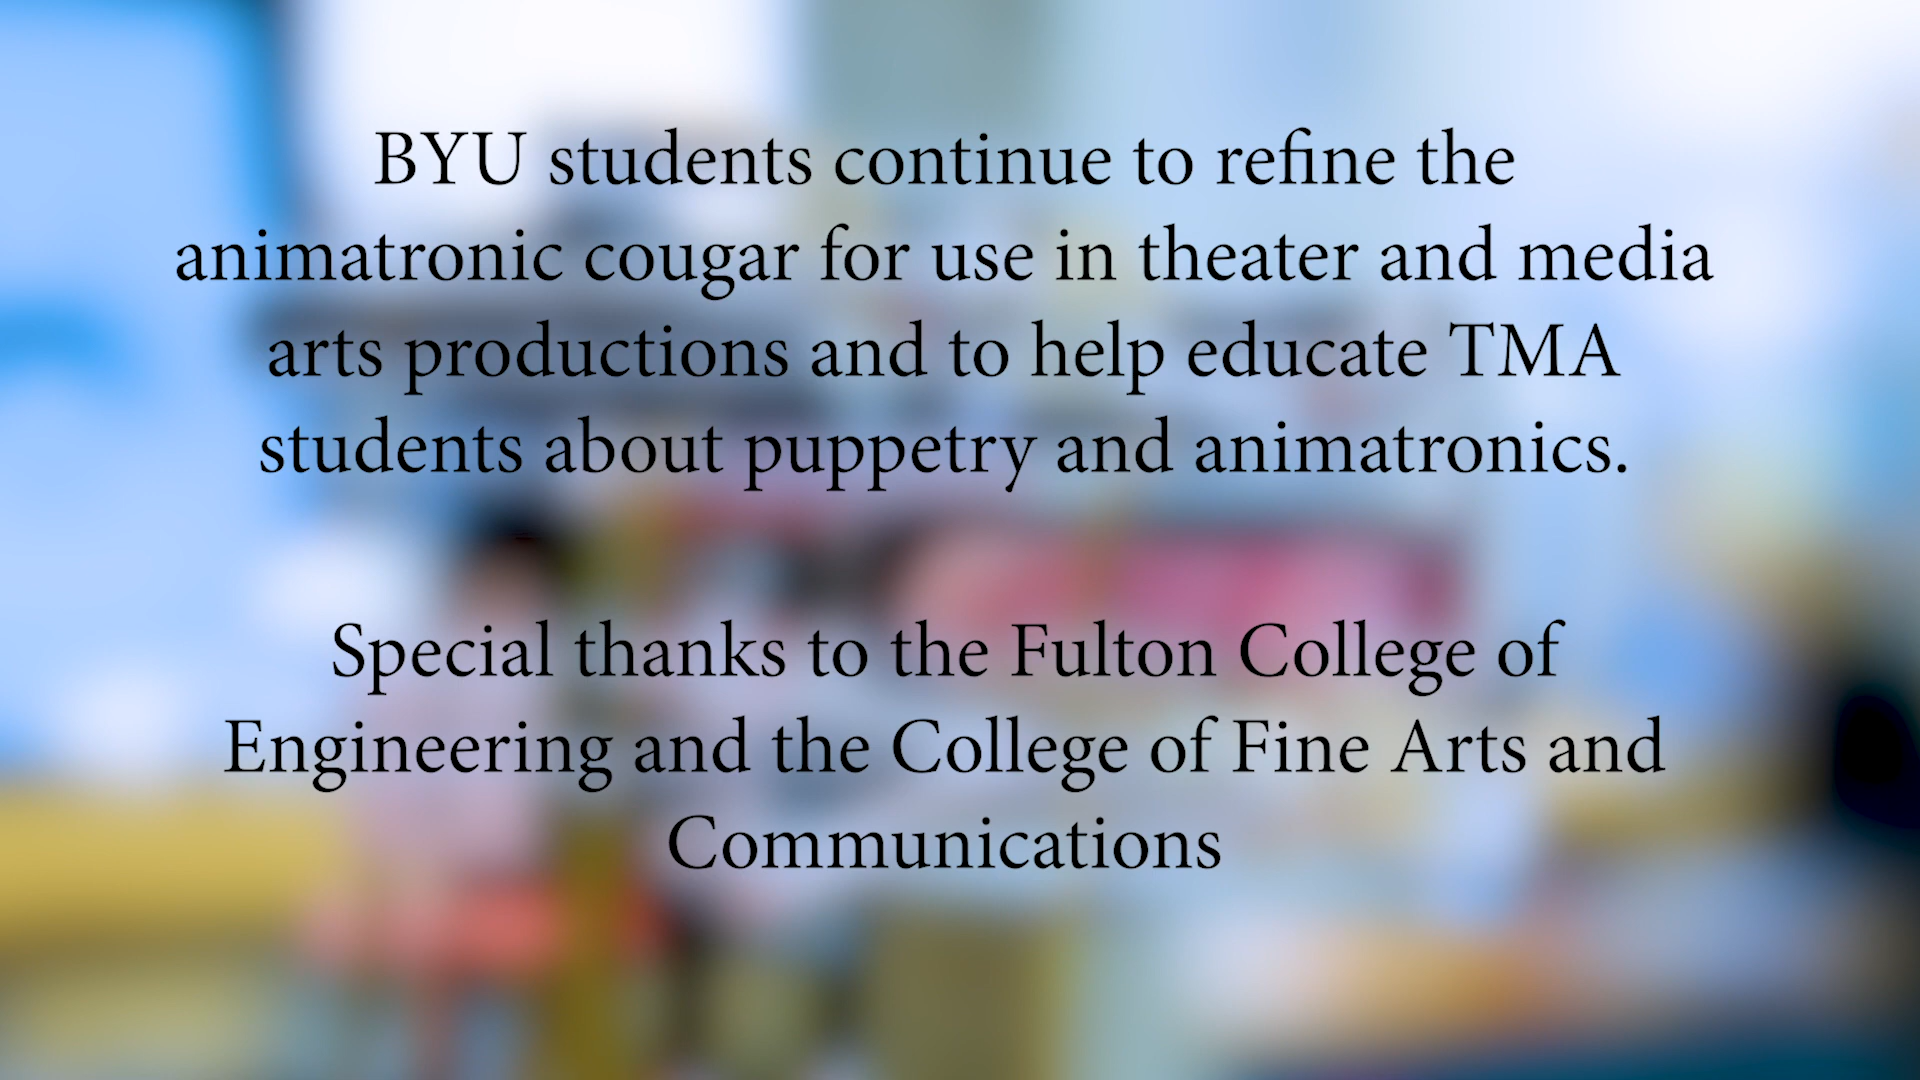 BYU students continue to refine the
animatronic cougar for use in theater and media
arts productions and to help educate TMA
students about puppetry and animatronics.
Special thanks to the Fulton College of
Engineering and the College of Fine Arts and
Communications